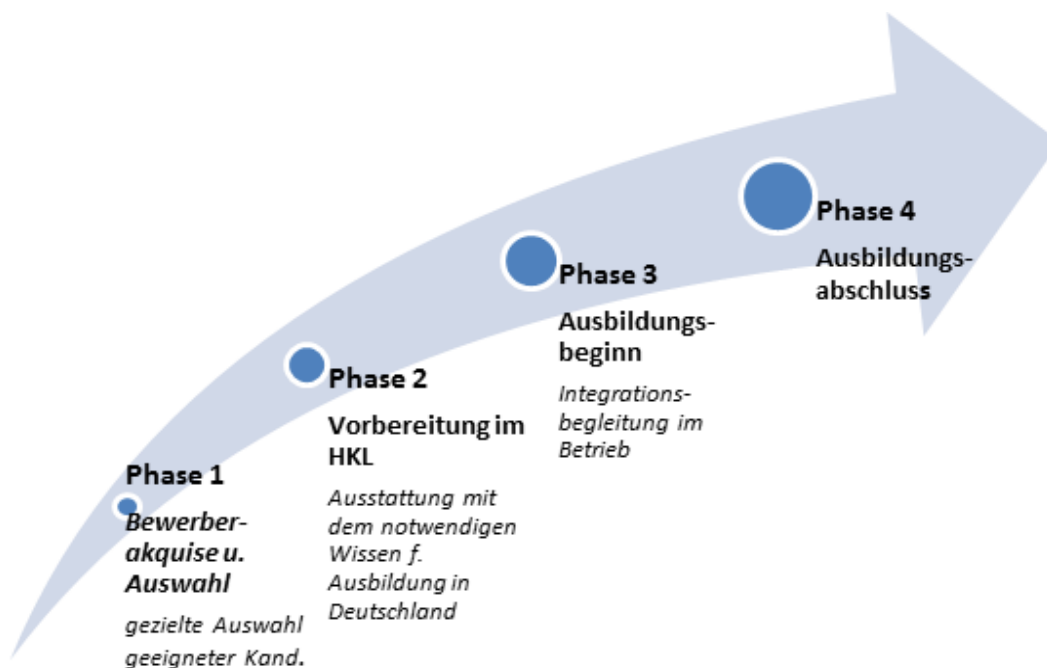 Phase 1
Bewerber-
akquise u.
Auswahl
gezielte Auswahl
geeigneter Kand.
Phase 2
Vorbereitung im
HKL
Ausstattung mit
dem notwendigen
Wissen f.
Ausbildung in
Deutschland
Phase 3
Ausbildungs-
beginn
Integrations-
begleitung im
Betrieb
Phase 4
Ausbildungs-
abschluss